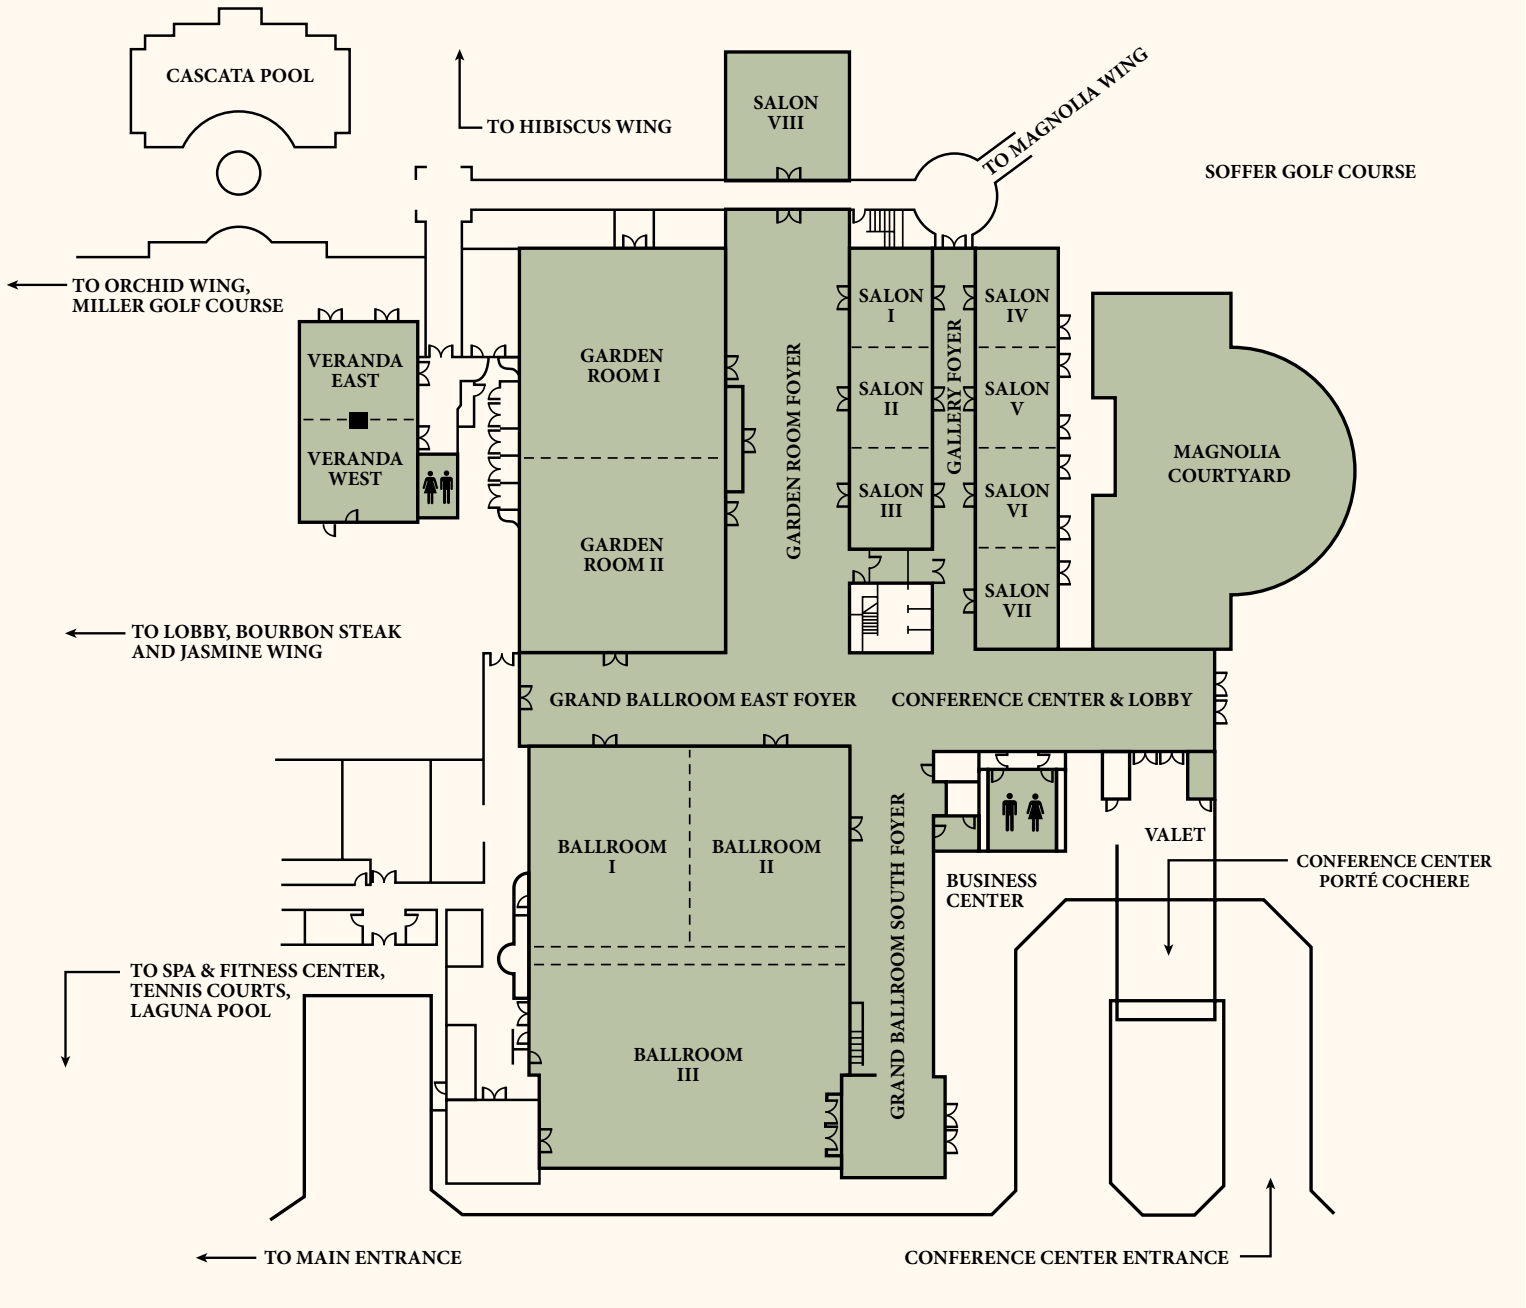 CASCATA POOL
TO HIBISCUS WING
SALON
VIII
TO MAGNOLIA WING
SOFFER GOLF COURSE
TO ORCHID WING,
MILLER GOLF COURSE
VERANDA
EAST
VERANDA
WEST
GARDEN
ROOM I
GARDEN
ROOM II
GARDEN ROOM FOYER
SALON
I
SALON
II
SALON
III
GALLERY FOYER
SALON
IV
SALON
V
SALON
VI
SALON
VII
MAGNOLIA
COURTYARD
TO LOBBY, BOURBON STEAK
AND JASMINE WING
GRAND BALLROOM EAST FOYER
CONFERENCE CENTER & LOBBY
BALLROOM
I
BALLROOM
II
GRAND BALLROOM SOUTH FOYER
BUSINESS
CENTER
VALET
CONFERENCE CENTER
PORTÉ COCHERE
TO SPA & FITNESS CENTER,
TENNIS COURTS,
LAGUNA POOL
BALLROOM
III
TO MAIN ENTRANCE
CONFERENCE CENTER ENTRANCE